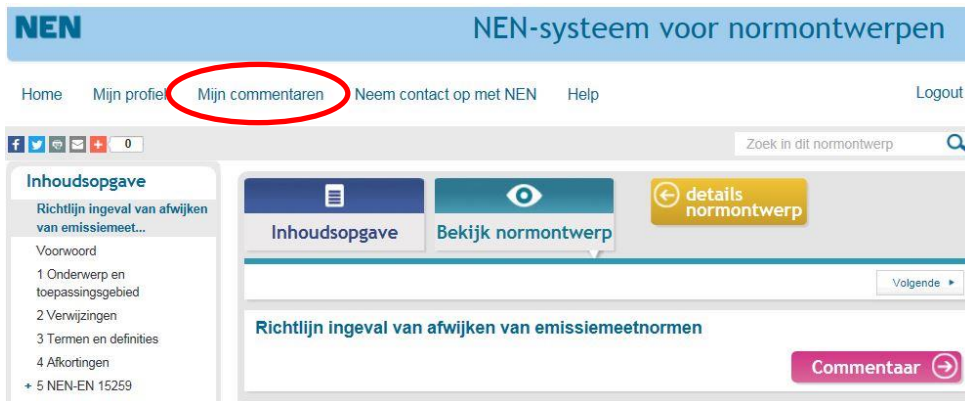 NEN
NEN-systeem voor normontwerpen
Home Mijn profiel Mijn commentaren Neem contact op met NEN Help Logout
0 Zoek in dit normontwerp
Inhoudsopgave
Richtlijn ingeval van afwijken
van emissiemeet...
Voorwoord
1 Onderwerp en
toepassingsgebied
2 Verwijzingen
3 Termen en definities
4 Afkortingen
+ 5 NEN-EN 15259
Inhoudsopgave
Bekijk normontwerp
details
normontwerp
Volgende
Richtlijn ingeval van afwijken van emissiemeetnormen
Commentaar